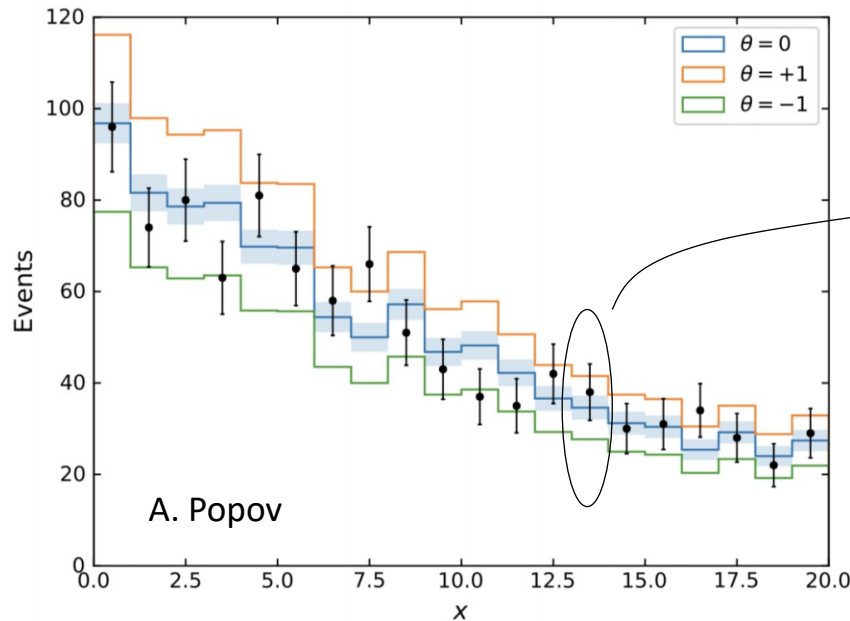 120
100
80
60
40
20
0
Events
θ = 0
θ = +1
θ = −1
A. Popov
0.0 2.5 5.0 7.5 10.0 12.5 15.0 17.5 20.0
x